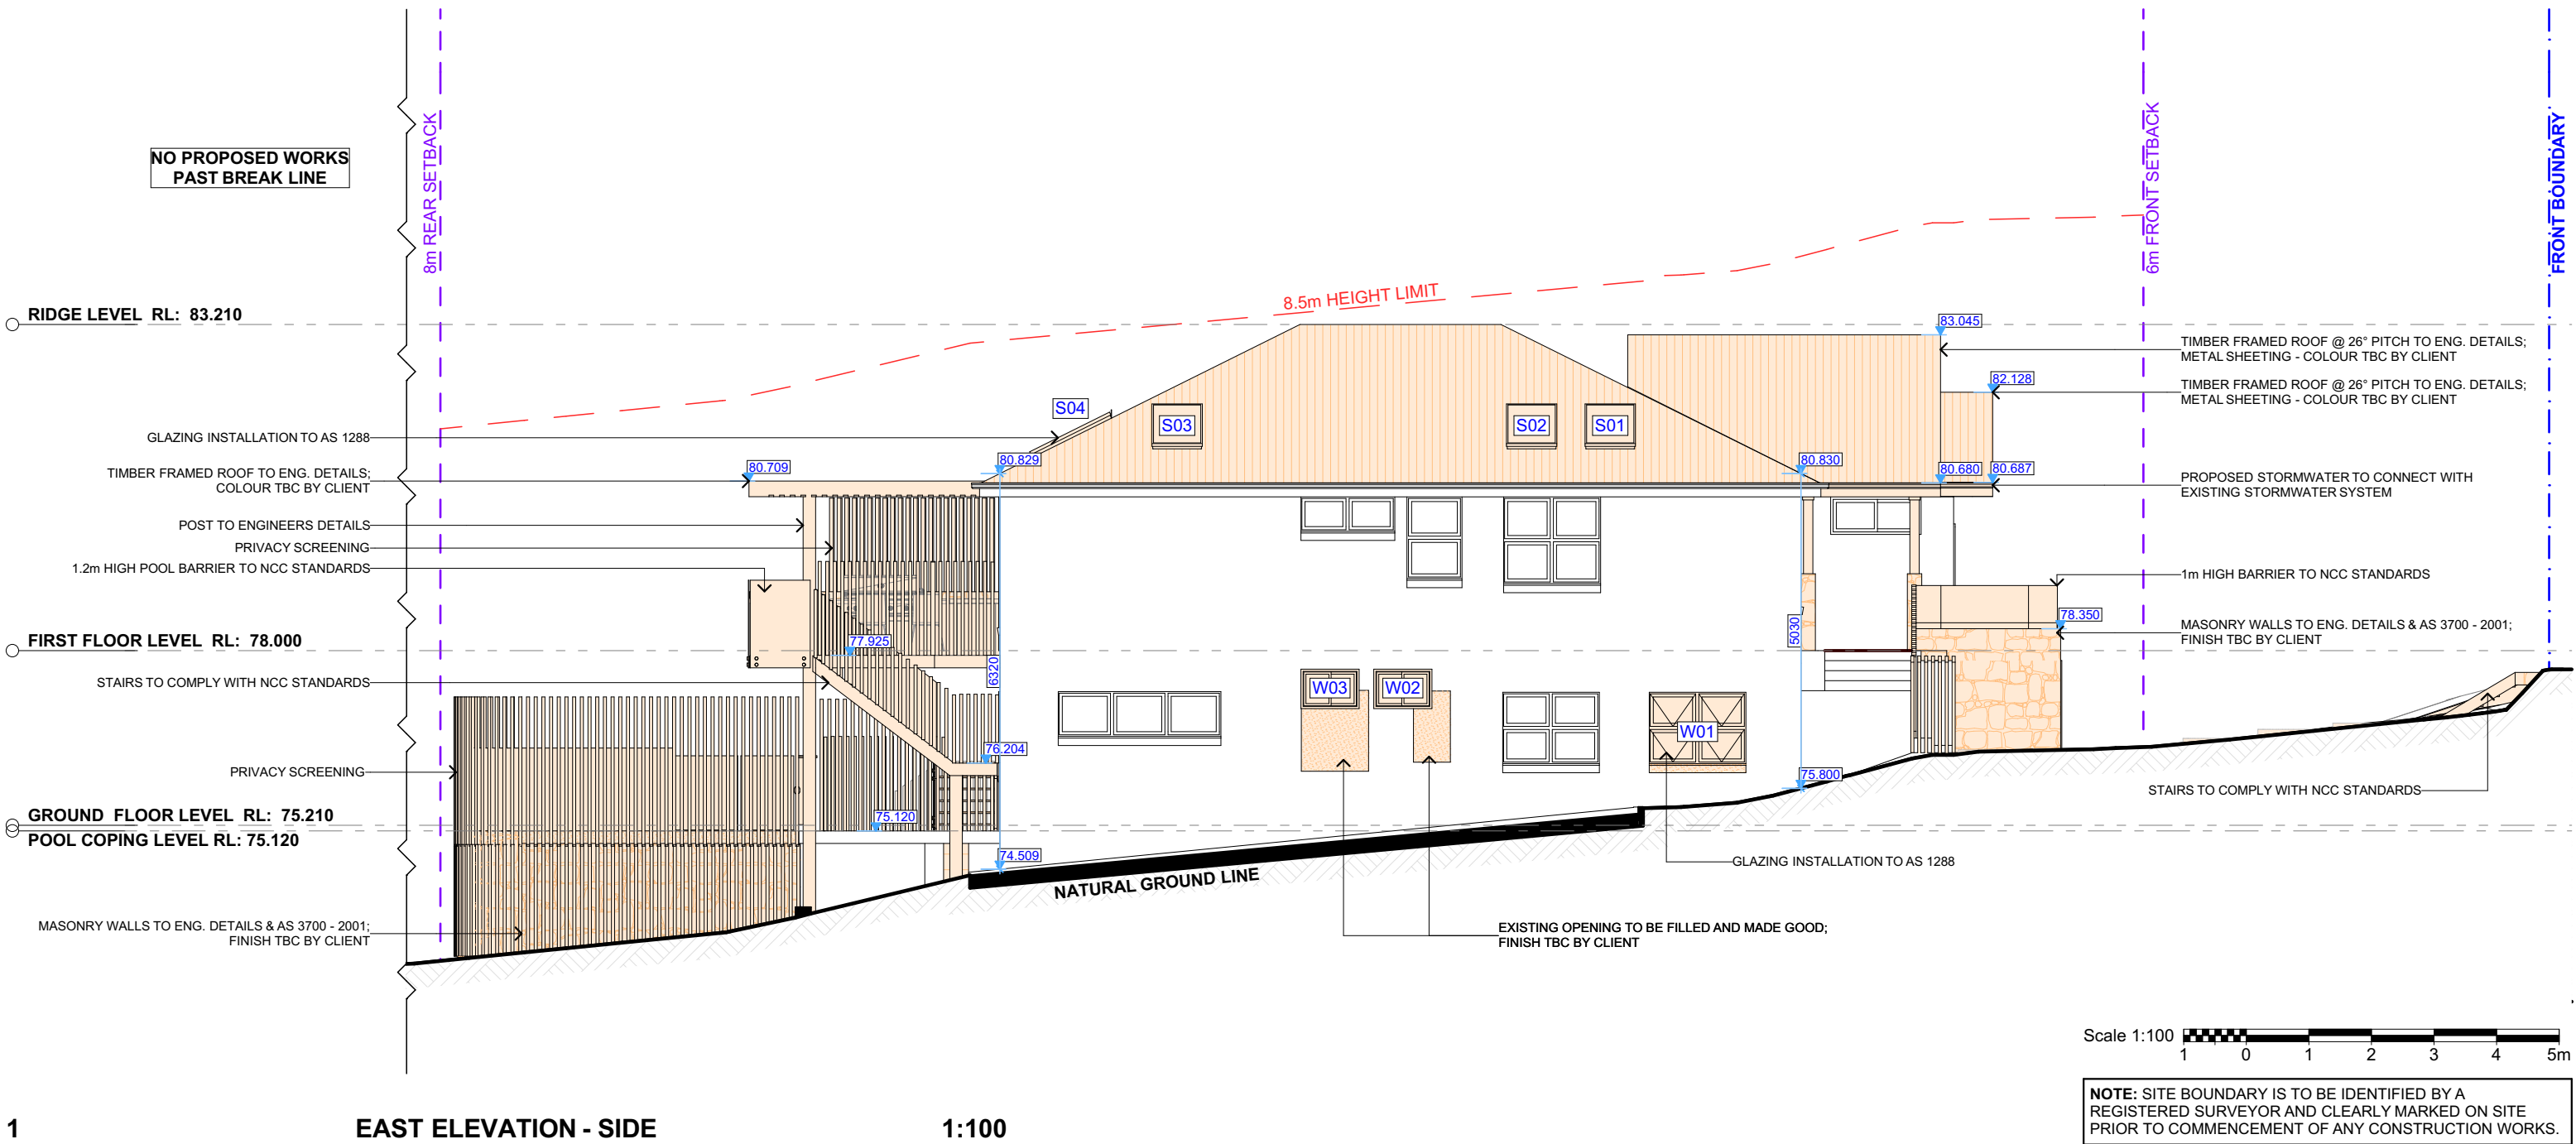 NO PROPOSED WORKS
PAST BREAK LINE
8m REAR SETBACK
6m FRONT SETBACK
FRONT BOUNDARY
8.5m HEIGHT LIMIT
RIDGE LEVEL RL: 83.210
83.045
TIMBER FRAMED ROOF @ 26° PITCH TO ENG. DETAILS;
METAL SHEETING - COLOUR TBC BY CLIENT
82.128
TIMBER FRAMED ROOF @ 26° PITCH TO ENG. DETAILS;
METAL SHEETING - COLOUR TBC BY CLIENT
S04
S03
S02
S01
GLAZING INSTALLATION TO AS 1288
TIMBER FRAMED ROOF TO ENG. DETAILS;
COLOUR TBC BY CLIENT
80.709
80.829
80.830
80.680
80.687
PROPOSED STORMWATER TO CONNECT WITH
EXISTING STORMWATER SYSTEM
POST TO ENGINEERS DETAILS
PRIVACY SCREENING
1.2m HIGH POOL BARRIER TO NCC STANDARDS
1m HIGH BARRIER TO NCC STANDARDS
78.350
MASONRY WALLS TO ENG. DETAILS & AS 3700 - 2001;
FINISH TBC BY CLIENT
FIRST FLOOR LEVEL RL: 78.000
77.925
6320
5030
STAIRS TO COMPLY WITH NCC STANDARDS
W03
W02
W01
76.204
PRIVACY SCREENING
75.800
STAIRS TO COMPLY WITH NCC STANDARDS
GROUND FLOOR LEVEL RL: 75.210
75.120
POOL COPING LEVEL RL: 75.120
74.509
GLAZING INSTALLATION TO AS 1288
NATURAL GROUND LINE
MASONRY WALLS TO ENG. DETAILS & AS 3700 - 2001;
FINISH TBC BY CLIENT
EXISTING OPENING TO BE FILLED AND MADE GOOD;
FINISH TBC BY CLIENT
Scale 1:100
1 0 1 2 3 4 5m
NOTE: SITE BOUNDARY IS TO BE IDENTIFIED BY A
REGISTERED SURVEYOR AND CLEARLY MARKED ON SITE
PRIOR TO COMMENCEMENT OF ANY CONSTRUCTION WORKS.
1 EAST ELEVATION - SIDE 1:100